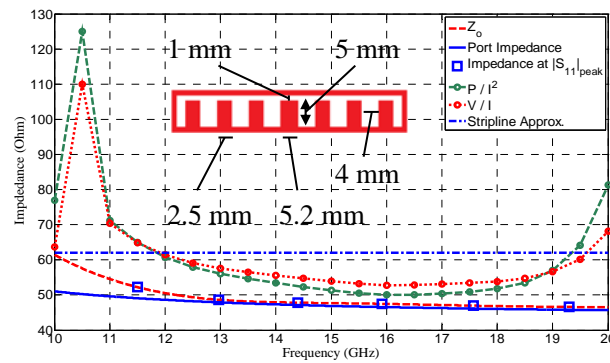 130
120
110
100
90
80
70
60
50
40
Impdedance (Ohm)
10 11 12 13 14 15 16 17 18 19 20
Frequency (GHz)
1 mm
5 mm
4 mm
2.5 mm
5.2 mm
Zo
Port Impedance
Impedance at |S11|peak
P / I2
V / I
Stripline Approx.